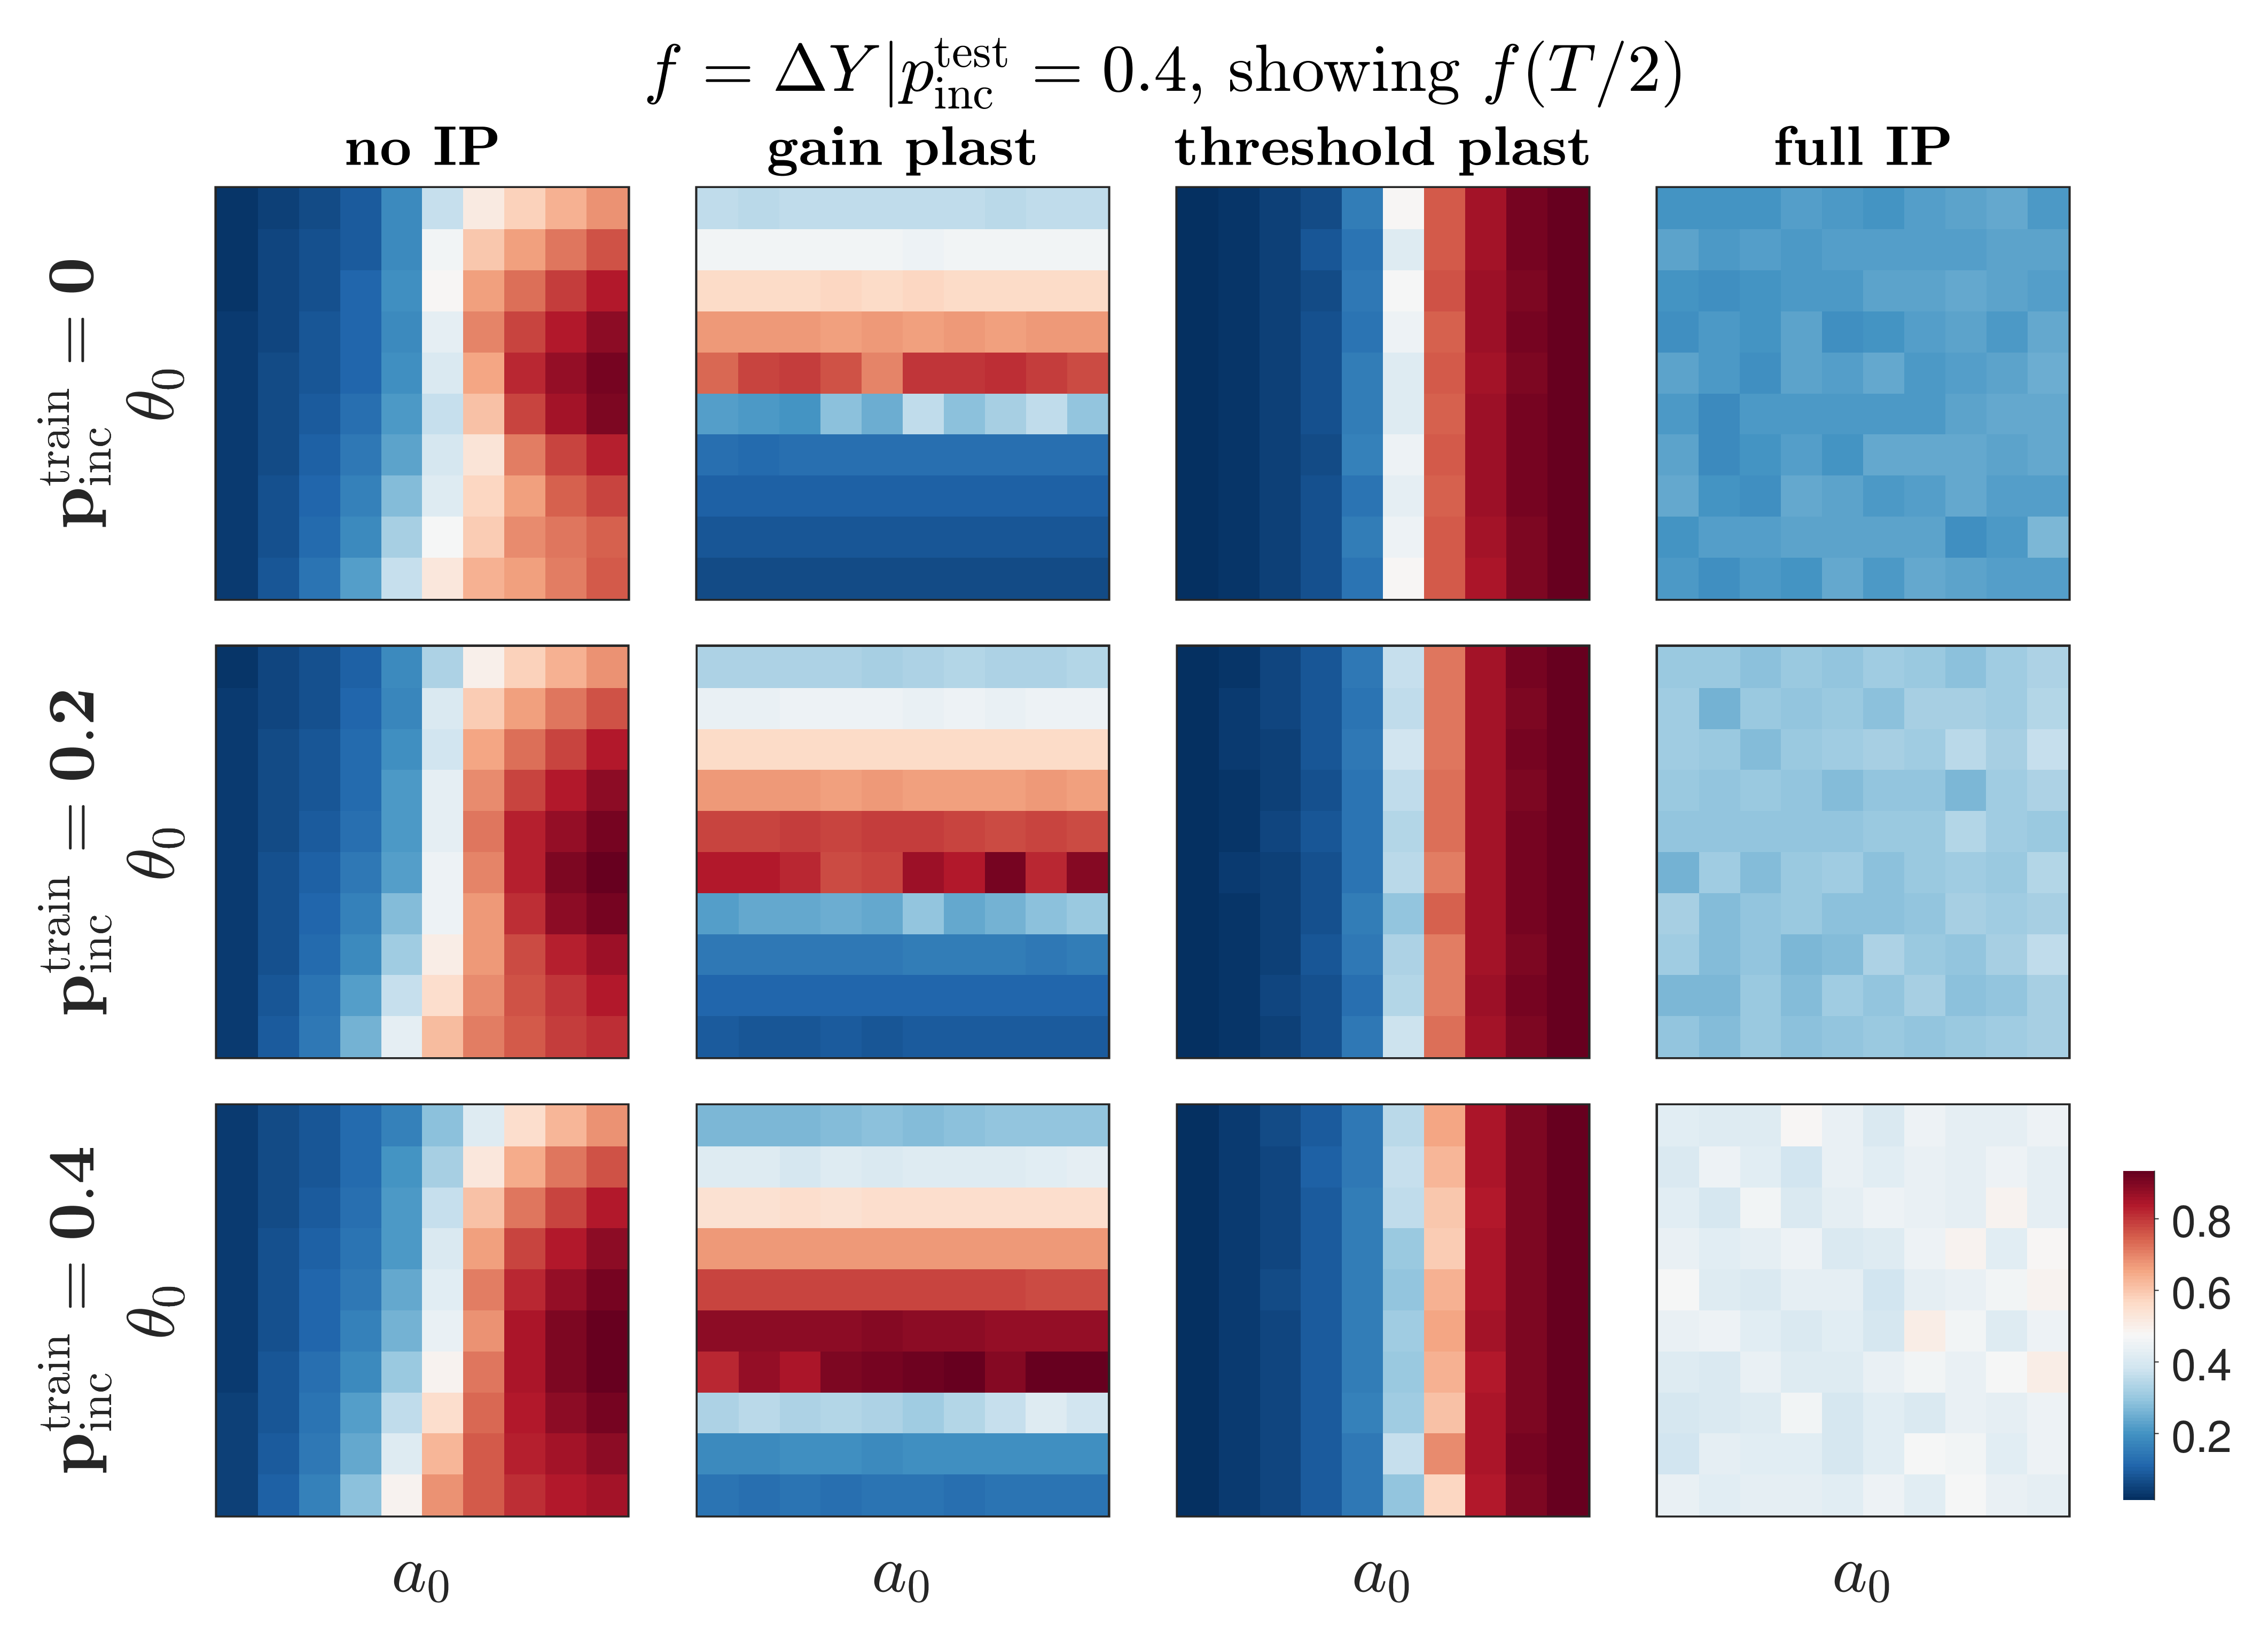 f = ΔY|p_inc^test = 0.4, showing f(T/2)
no IP gain plast threshold plast full IP
p_inc^train = 0
θ₀
p_inc^train = 0.2
θ₀
p_inc^train = 0.4
θ₀
0.8
0.6
0.4
0.2
a₀ a₀ a₀ a₀